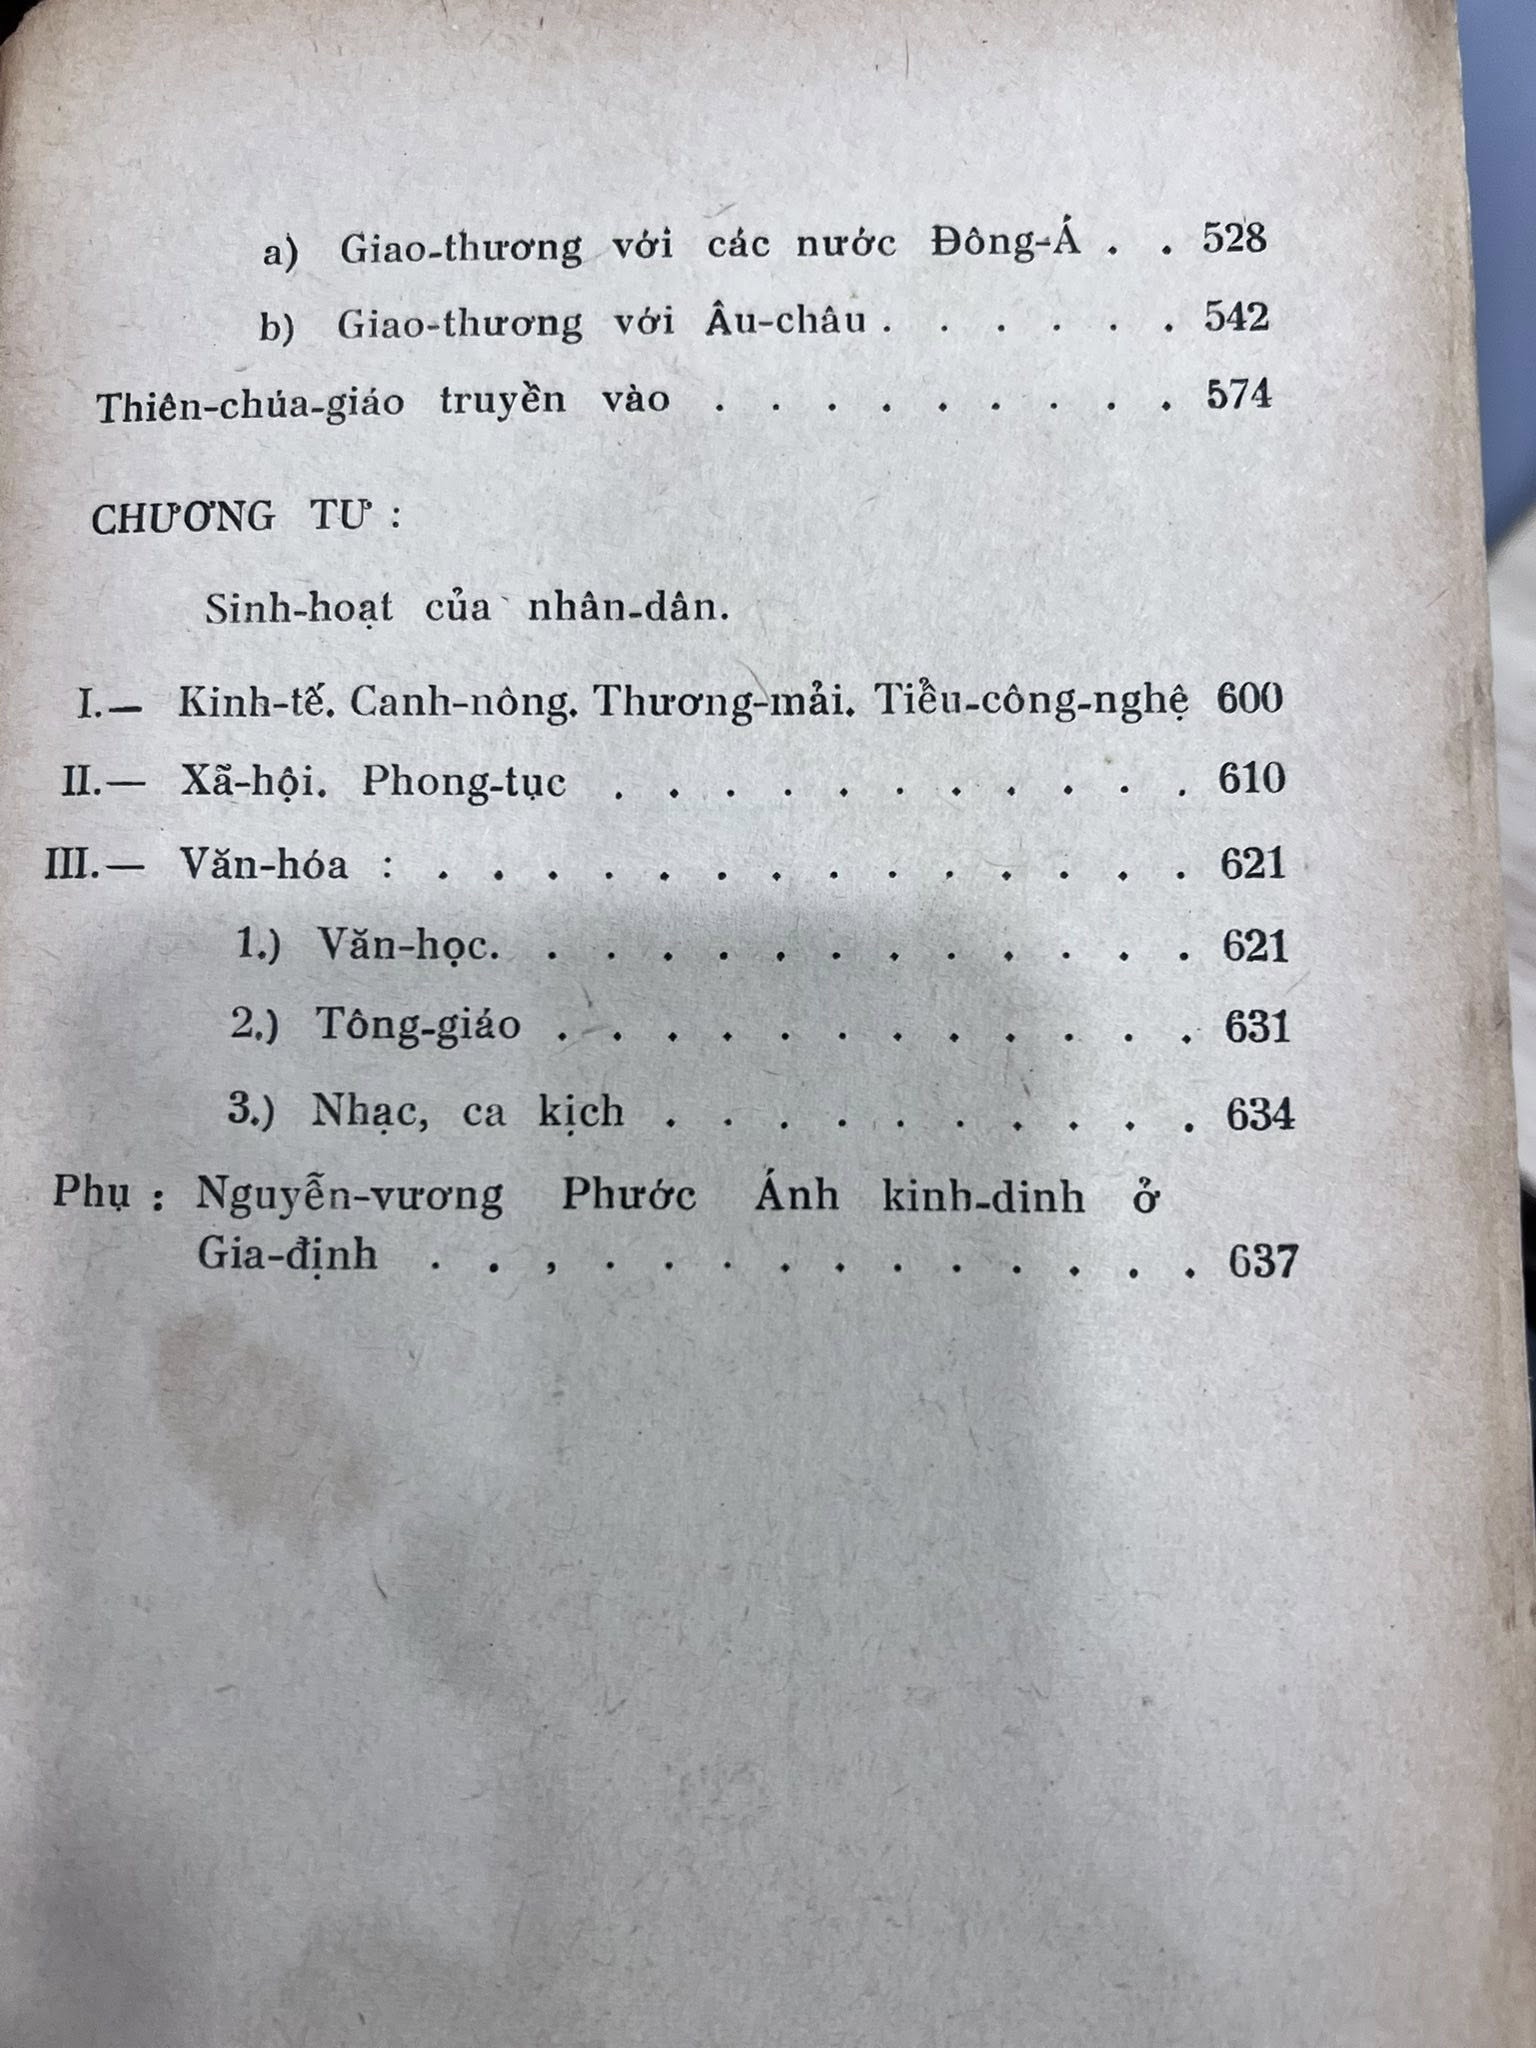 a) Giao-thương với các nước Đông-Á . . 528
b) Giao-thương với Âu-châu . . . . . . 542
Thiên-chúa-giáo truyền vào . . . . . . . . . 574
CHƯƠNG TƯ :
Sinh-hoạt của nhân-dân.
I.— Kinh-tế. Canh-nông. Thương-mải. Tiểu-công-nghệ 600
II.— Xã-hội. Phong-tục . . . . . . . . . . . 610
III.— Văn-hóa : . . . . . . . . . . . . . . 621
1.) Văn-học. . . . . . . . . . . . . 621
2.) Tông-giáo . . . . . . . . . . . . 631
3.) Nhạc, ca kịch . . . . . . . . . . 634
Phụ : Nguyễn-vương Phước Ánh kinh-dinh ở
Gia-định . . , . . . . . . . . . . . 637